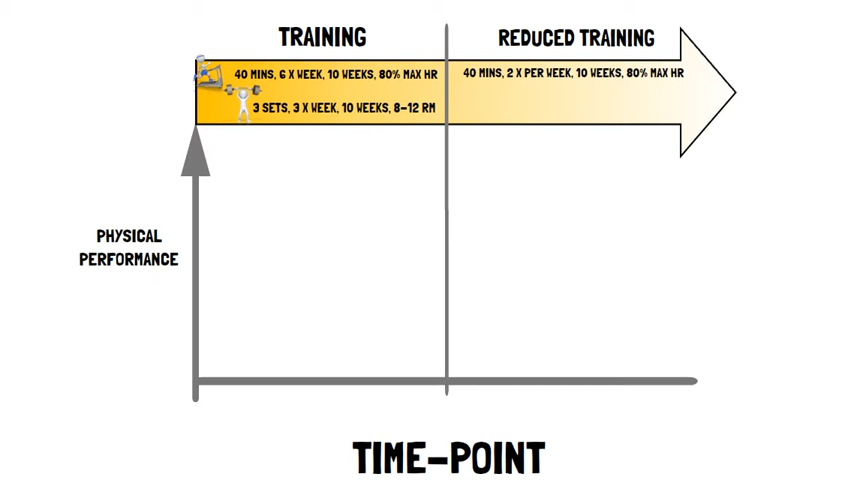 TRAINING
REDUCED TRAINING
40 MINS, 6 X WEEK, 10 WEEKS, 80% MAX HR
40 MINS, 2 X PER WEEK, 10 WEEKS, 80% MAX HR
3 SETS, 3 X WEEK, 10 WEEKS, 8-12 RM
PHYSICAL
PERFORMANCE
TIME-POINT